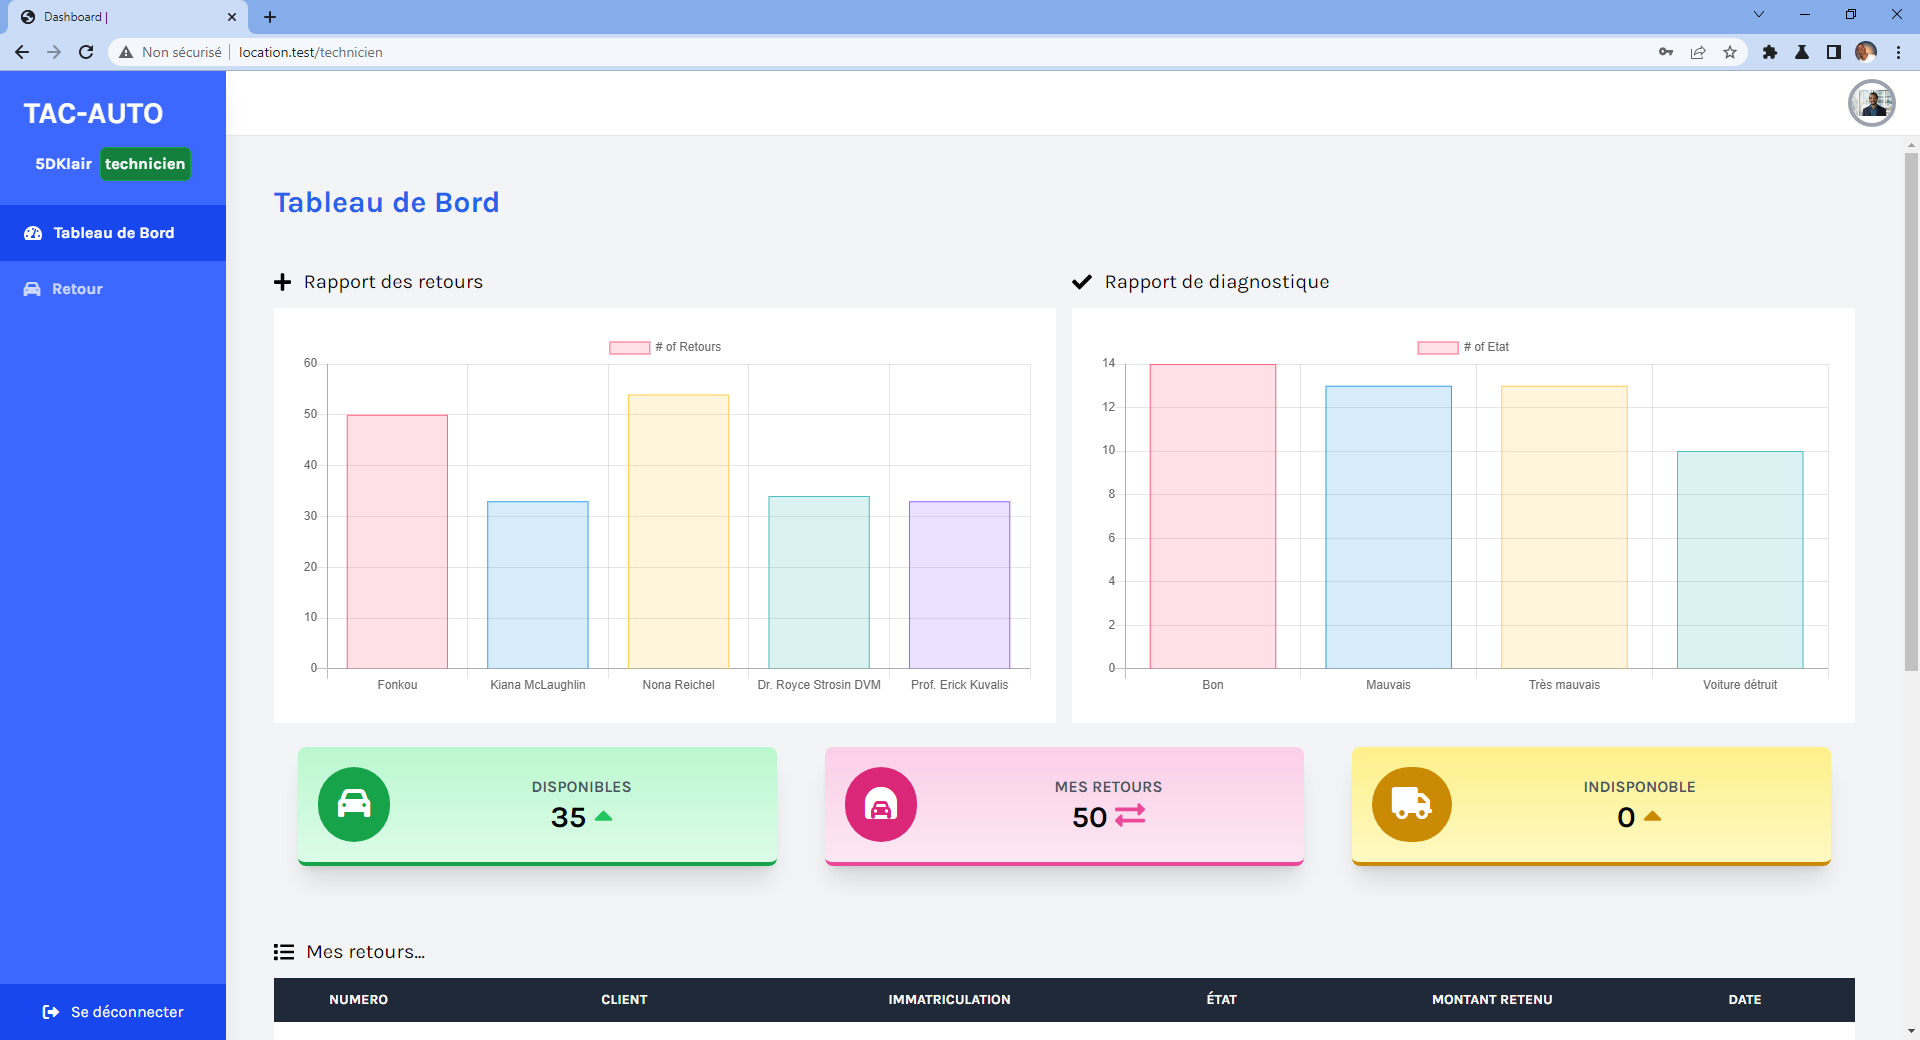 Dashboard |
Non sécurisé | location.test/technicien
TAC-AUTO
5DKlair technicien
Tableau de Bord
Retour
Se déconnecter
Tableau de Bord
Rapport des retours
# of Retours
60
50
40
30
20
10
0
Fonkou Kiana McLaughlin Nona Reichel Dr. Royce Strosin DVM Prof. Erick Kuvalis
Rapport de diagnostique
# of Etat
14
12
10
8
6
4
2
0
Bon Mauvais Très mauvais Voiture détruit
DISPONIBLES
35
MES RETOURS
50
INDISPONOBLE
0
Mes retours...
NUMERO CLIENT IMMATRICULATION ÉTAT MONTANT RETENU DATE